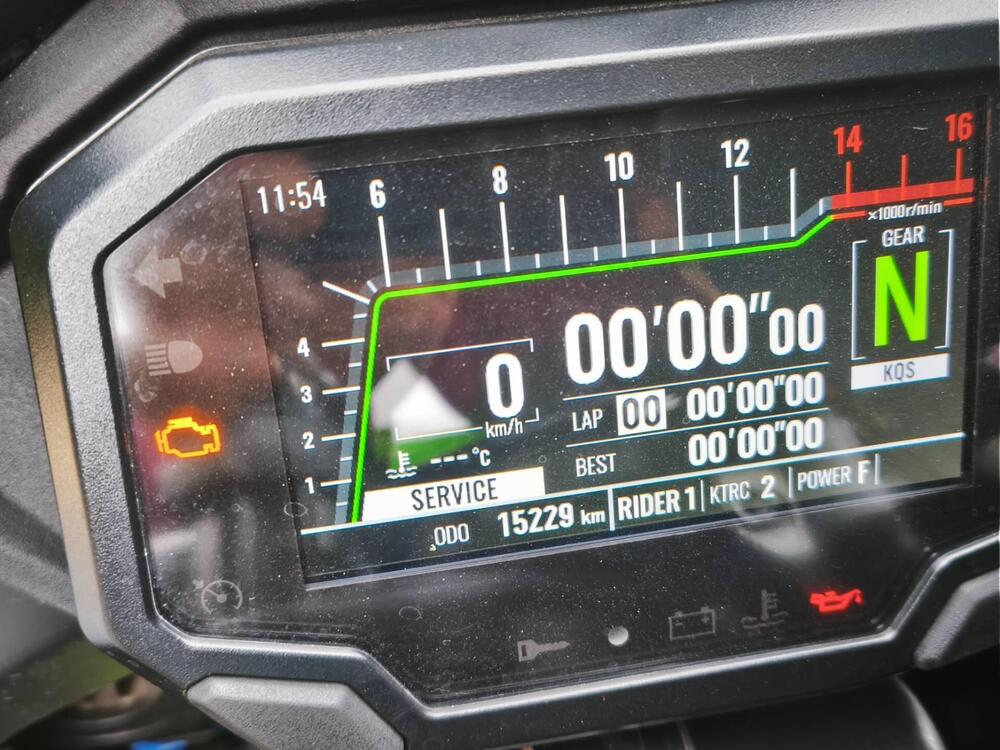 11:54
6 8 10 12 14 16
×1000r/min
GEAR
N
KQS
4
3
2
1
0
km/h
00'00"00
LAP 00 00'00"00
BEST 00'00"00
---°C
SERVICE
ODO 15229 km RIDER 1 KTRC 2 POWER F